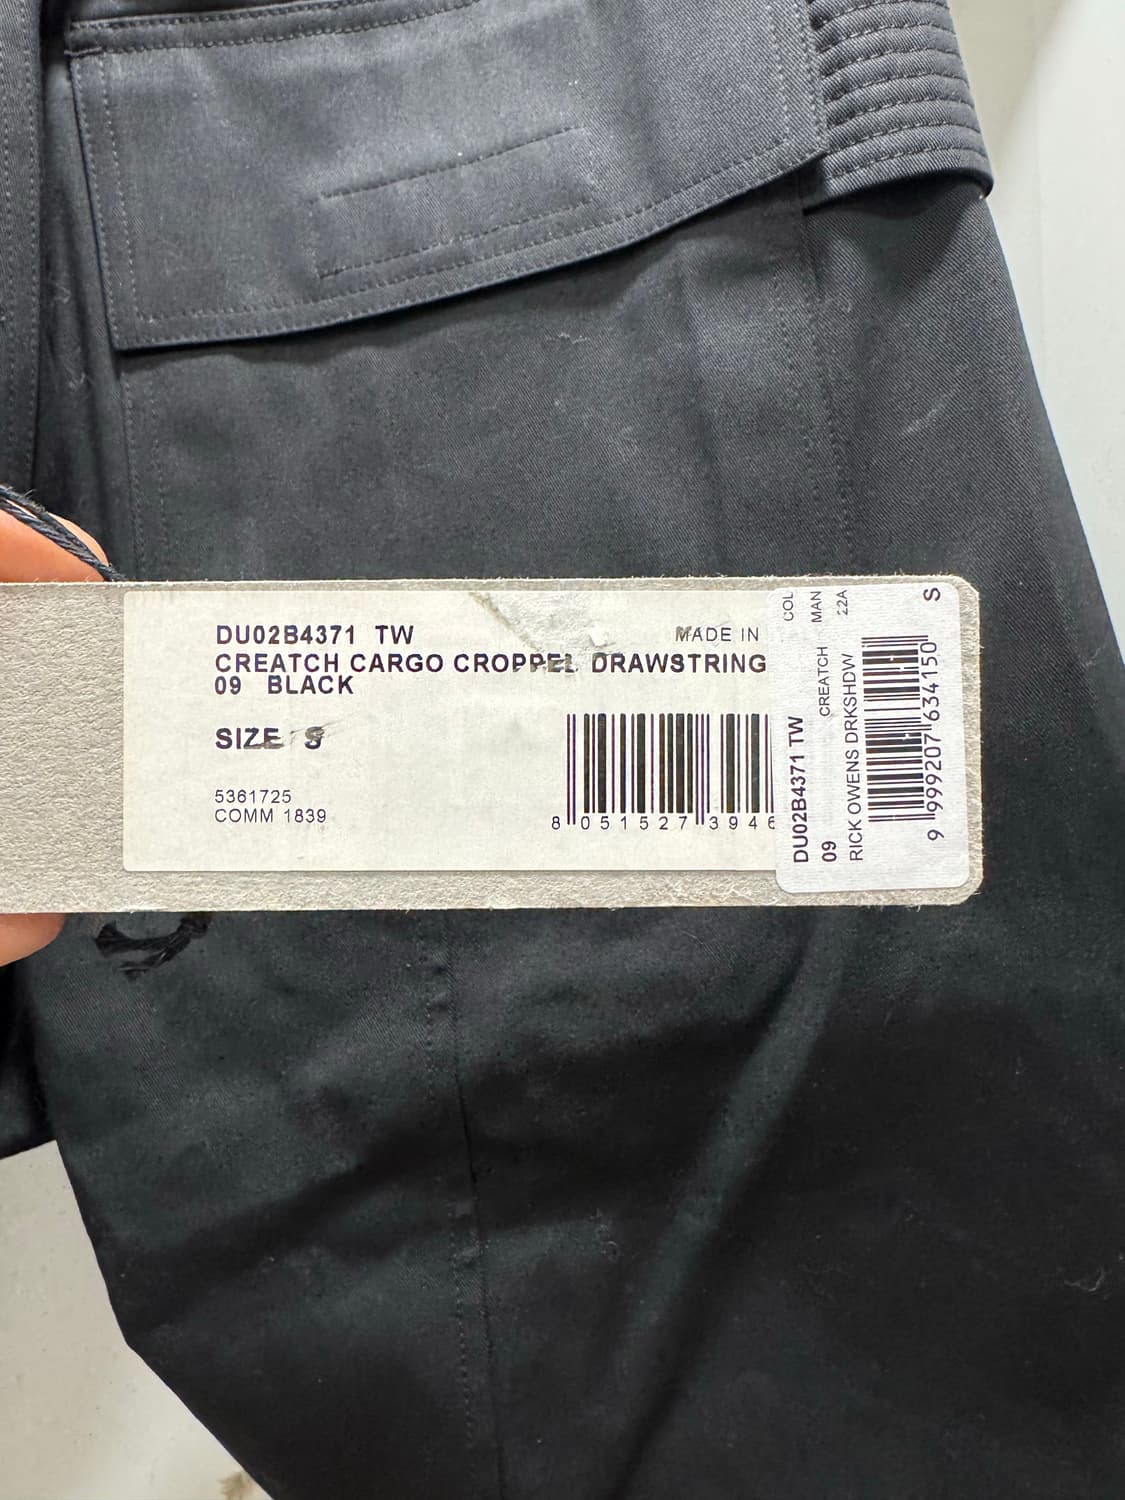 DU02B4371 TW
MADE IN
CREATCH CARGO CROPPEL DRAWSTRING
09 BLACK
SIZE S
5361725
COMM 1839
8 051527 3946
COL
MAN
22A
S
DU02B4371 TW
CREATCH
09
RICK OWENS DRKSHDW
9 999207 634150